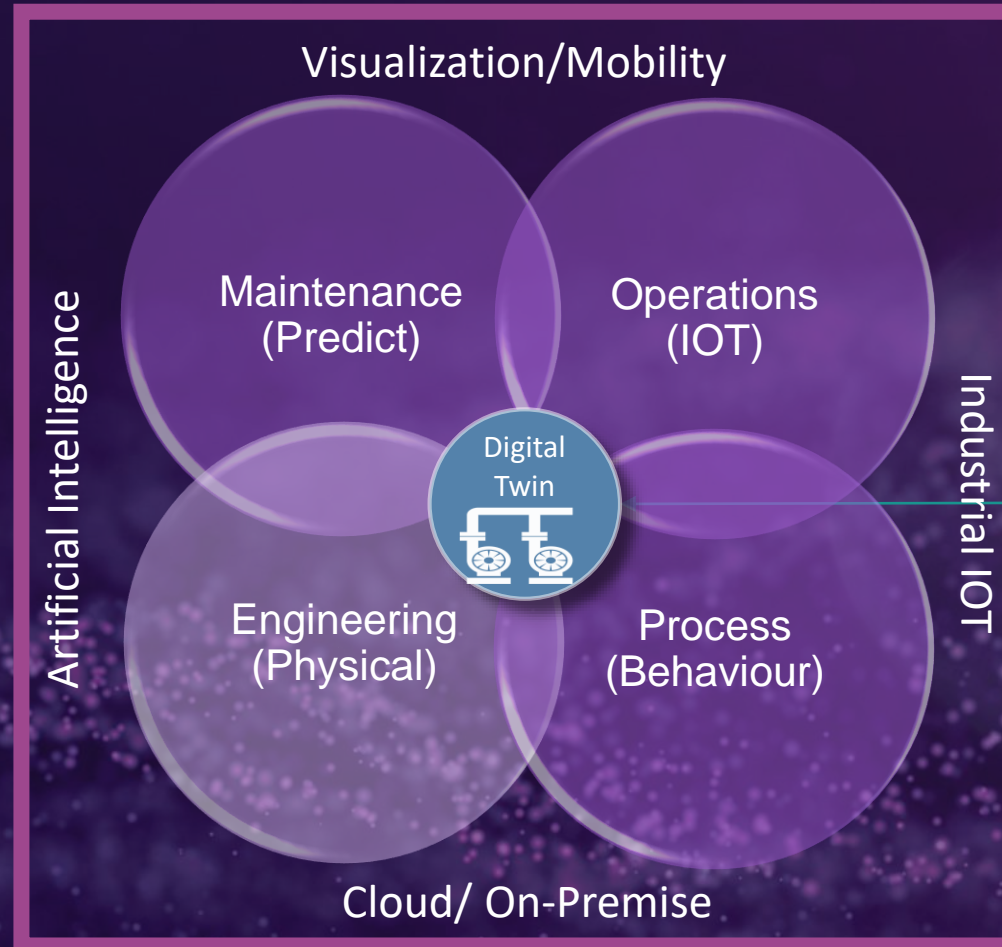 Visualization/Mobility
Maintenance
(Predict)
Operations
(IOT)
Artificial Intelligence
Digital
Twin
Industrial IOT
Engineering
(Physical)
Process
(Behaviour)
Cloud/ On-Premise